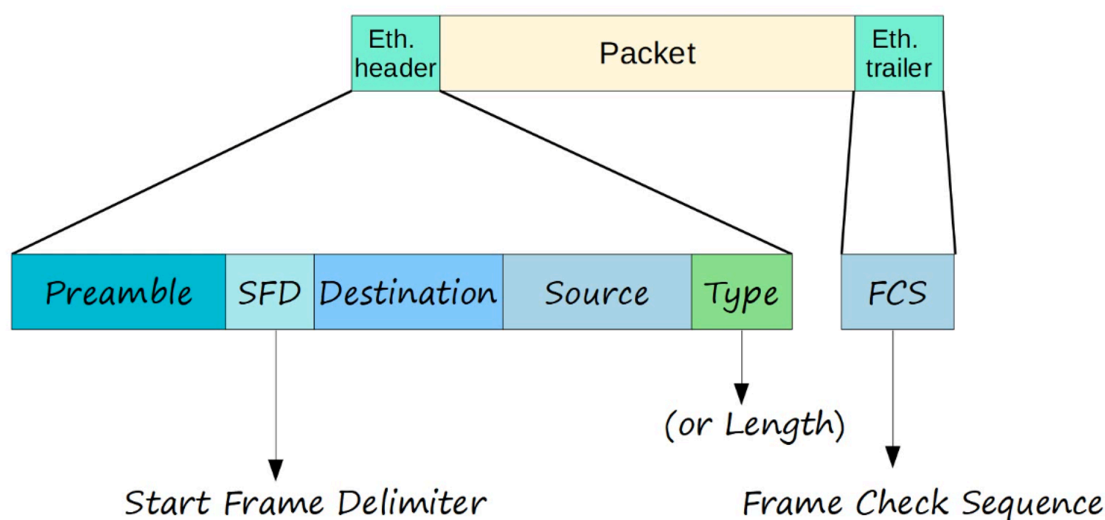 Eth.
header
Packet
Eth.
trailer
Preamble
SFD
Destination
Source
Type
FCS
(or Length)
Start Frame Delimiter
Frame Check Sequence